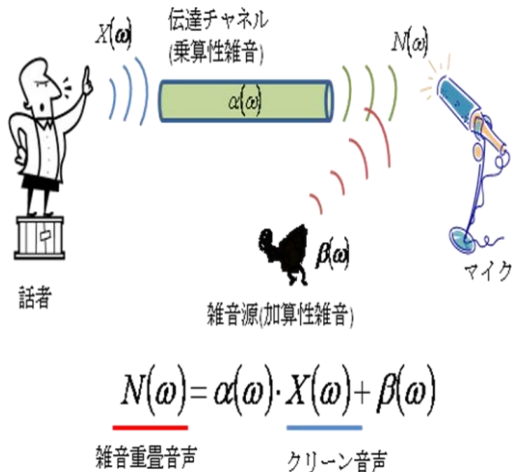 伝達チャネル
(乗算性雑音)
X(ω)
N(ω)
α(ω)
β(ω)
マイク
話者
雑音源(加算性雑音)
N(ω)=α(ω)·X(ω)+β(ω)
雑音重畳音声
クリーン音声